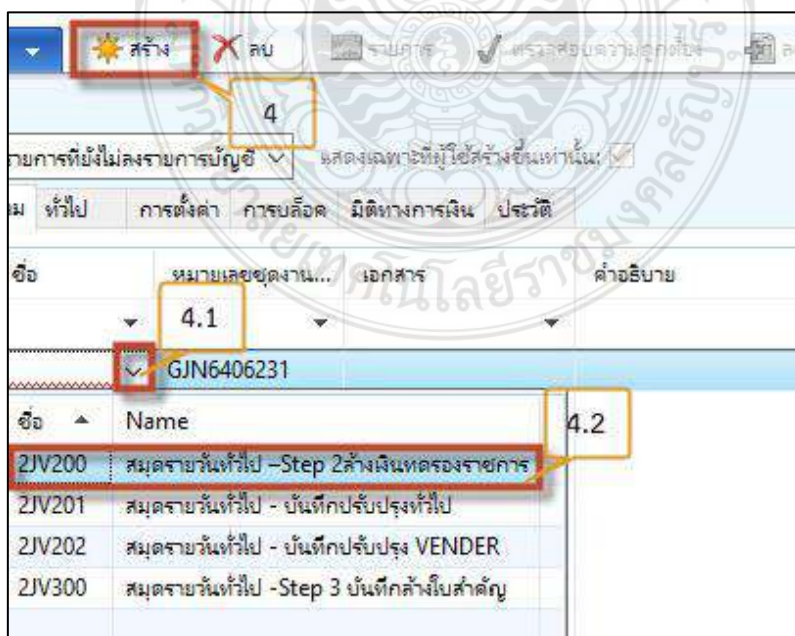 สร้าง ลบ รายการ ตรวจสอบความถูกต้อง
4
รายการที่ยังไม่ลงรายการบัญชี แสดงเฉพาะที่ผู้ใช้สร้างขึ้นเท่านั้น:
ทั่วไป การตั้งค่า การบล็อค มิติทางการเงิน ประวัติ
ชื่อ หมายเลขชุดงาน... เอกสาร คำอธิบาย
4.1
GJN6406231
ชื่อ Name
4.2
2JV200 สมุดรายวันทั่วไป –Step 2ล้างเงินทดรองราชการ
2JV201 สมุดรายวันทั่วไป - บันทึกปรับปรุงทั่วไป
2JV202 สมุดรายวันทั่วไป - บันทึกปรับปรุง VENDER
2JV300 สมุดรายวันทั่วไป -Step 3 บันทึกล้างใบสำคัญ